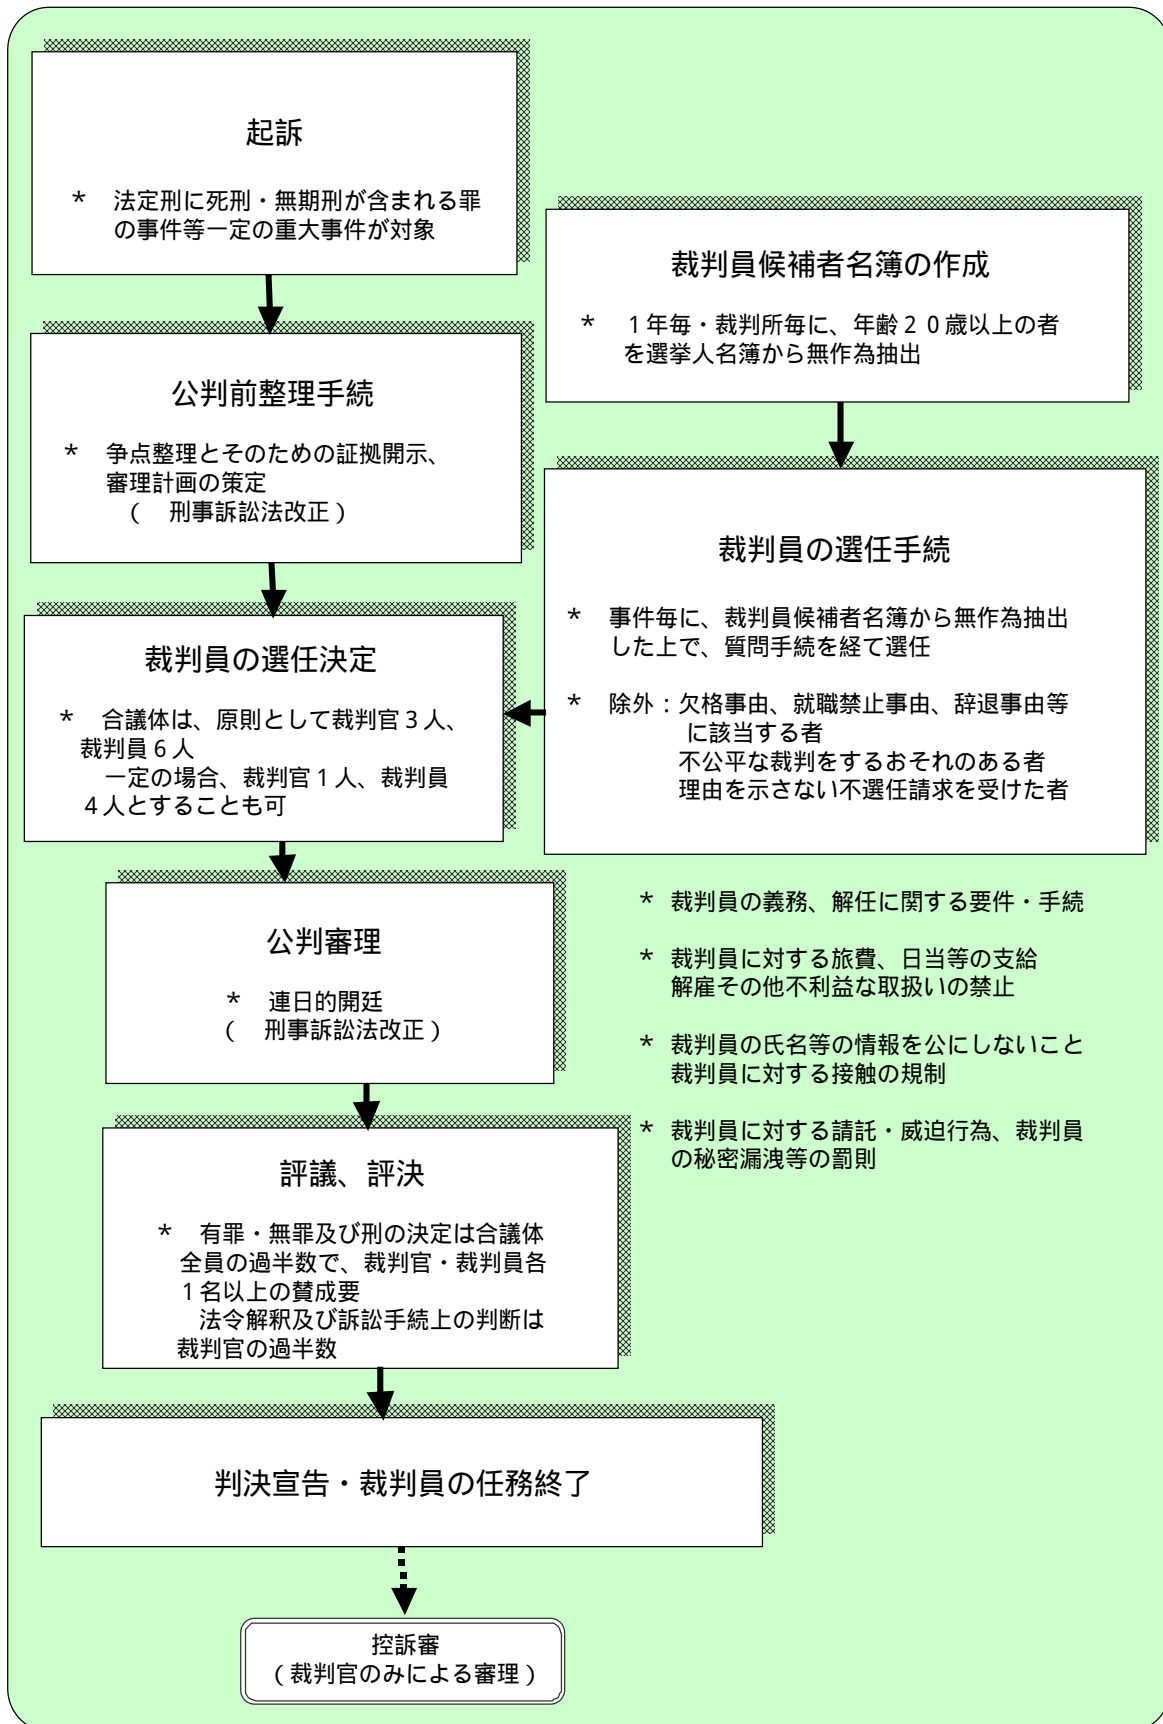 起訴
* 法定刑に死刑・無期刑が含まれる罪
の事件等一定の重大事件が対象
裁判員候補者名簿の作成
* 1年毎・裁判所毎に、年齢20歳以上の者
を選挙人名簿から無作為抽出
公判前整理手続
* 争点整理とそのための証拠開示、
審理計画の策定
( 刑事訴訟法改正)
裁判員の選任手続
* 事件毎に、裁判員候補者名簿から無作為抽出
した上で、質問手続を経て選任
* 除外:欠格事由、就職禁止事由、辞退事由等
に該当する者
不公平な裁判をするおそれのある者
理由を示さない不選任請求を受けた者
裁判員の選任決定
* 合議体は、原則として裁判官3人、
裁判員6人
一定の場合、裁判官1人、裁判員
4人とすることも可
公判審理
* 連日的開廷
( 刑事訴訟法改正)
* 裁判員の義務、解任に関する要件・手続
* 裁判員に対する旅費、日当等の支給
解雇その他不利益な取扱いの禁止
* 裁判員の氏名等の情報を公にしないこと
裁判員に対する接触の規制
* 裁判員に対する請託・威迫行為、裁判員
の秘密漏洩等の罰則
評議、評決
* 有罪・無罪及び刑の決定は合議体
全員の過半数で、裁判官・裁判員各
1名以上の賛成要
法令解釈及び訴訟手続上の判断は
裁判官の過半数
判決宣告・裁判員の任務終了
控訴審
(裁判官のみによる審理)